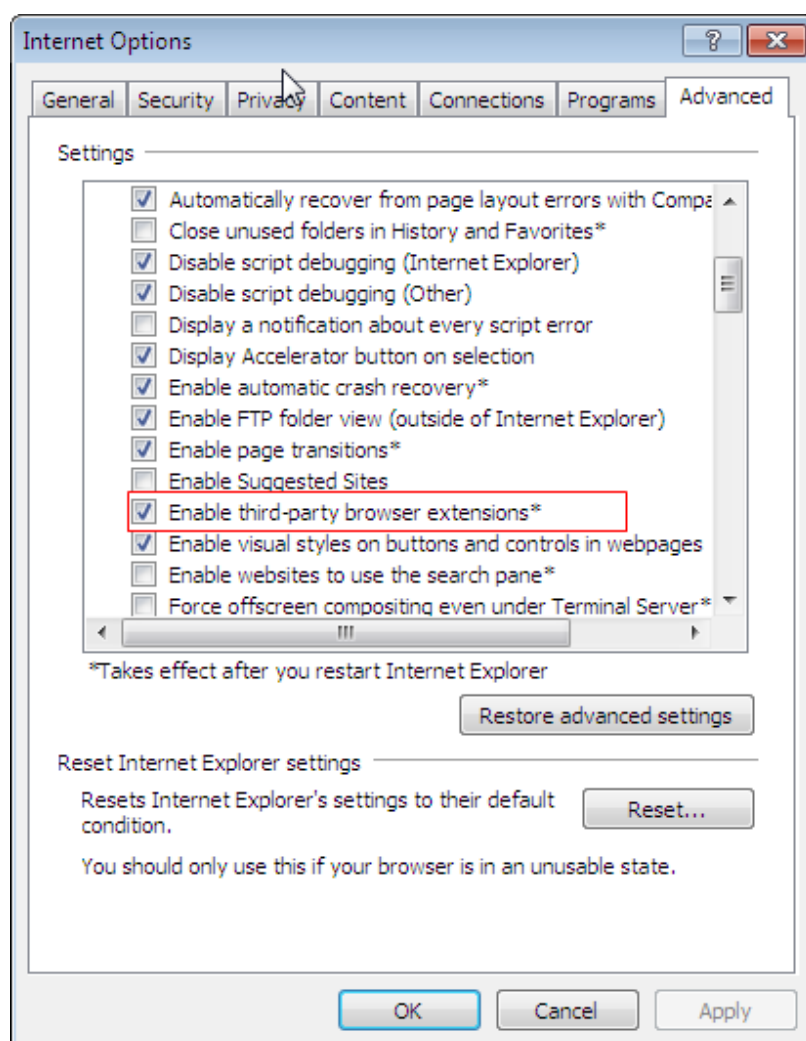 Internet Options
General Security Privacy Content Connections Programs Advanced
Settings
Automatically recover from page layout errors with Compa
Close unused folders in History and Favorites*
Disable script debugging (Internet Explorer)
Disable script debugging (Other)
Display a notification about every script error
Display Accelerator button on selection
Enable automatic crash recovery*
Enable FTP folder view (outside of Internet Explorer)
Enable page transitions*
Enable Suggested Sites
Enable third-party browser extensions*
Enable visual styles on buttons and controls in webpages
Enable websites to use the search pane*
Force offscreen compositing even under Terminal Server*
*Takes effect after you restart Internet Explorer
Restore advanced settings
Reset Internet Explorer settings
Resets Internet Explorer's settings to their default
condition.
Reset...
You should only use this if your browser is in an unusable state.
OK Cancel Apply